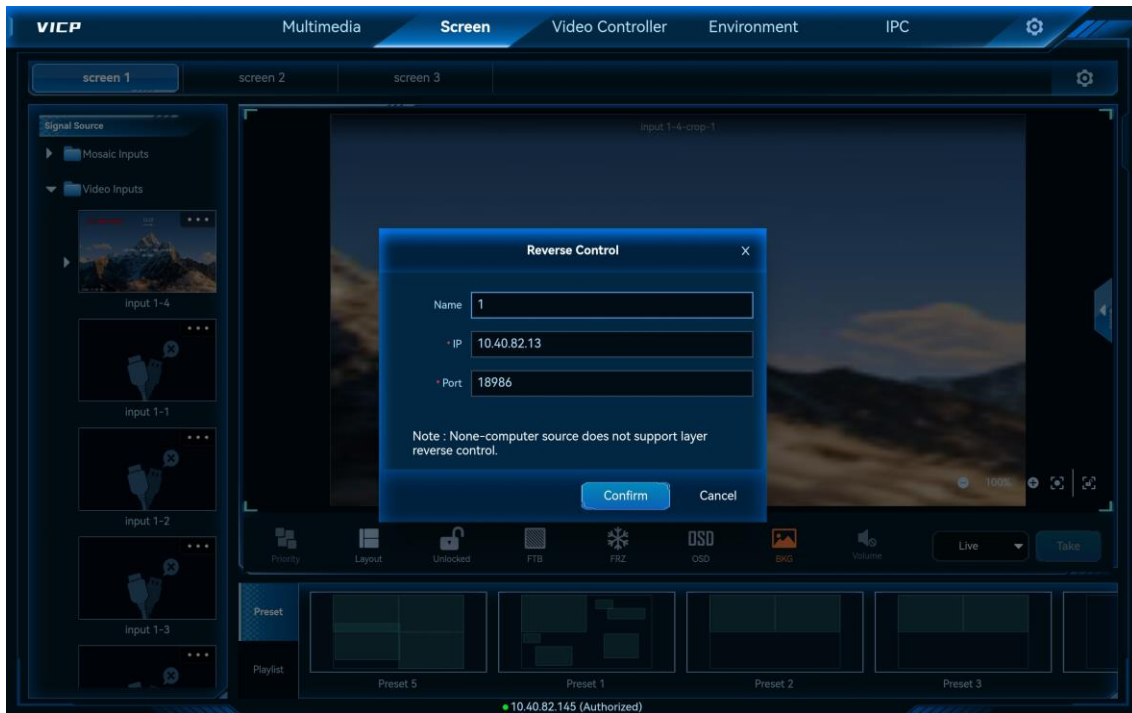 VICP
Multimedia
Screen
Video Controller
Environment
IPC
screen 1
screen 2
screen 3
Signal Source
Mosaic Inputs
Video Inputs
input 1-4
input 1-1
input 1-2
input 1-3
input 1-4-crop-1
Reverse Control
X
Name
1
* IP
10.40.82.13
* Port
18986
Note : None-computer source does not support layer
reverse control.
Confirm
Cancel
100%
Priority
Layout
Unlocked
FTB
FRZ
OSD
OSD
BKG
Volume
Live
Take
Preset
Playlist
Preset 5
Preset 1
Preset 2
Preset 3
10.40.82.145 (Authorized)